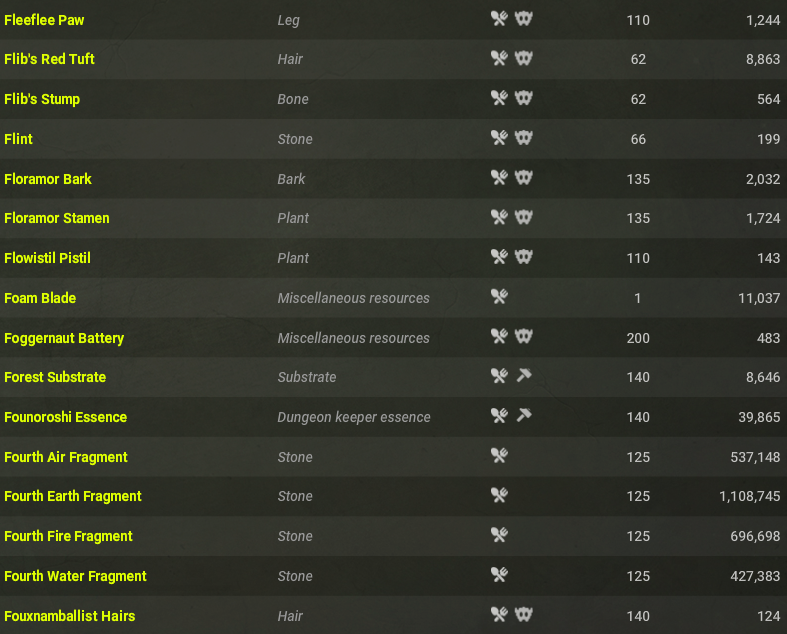 Fleeflee Paw Leg 110 1,244
Flib's Red Tuft Hair 62 8,863
Flib's Stump Bone 62 564
Flint Stone 66 199
Floramor Bark Bark 135 2,032
Floramor Stamen Plant 135 1,724
Flowistil Pistil Plant 110 143
Foam Blade Miscellaneous resources 1 11,037
Foggernaut Battery Miscellaneous resources 200 483
Forest Substrate Substrate 140 8,646
Founoroshi Essence Dungeon keeper essence 140 39,865
Fourth Air Fragment Stone 125 537,148
Fourth Earth Fragment Stone 125 1,108,745
Fourth Fire Fragment Stone 125 696,698
Fourth Water Fragment Stone 125 427,383
Fouxnamballist Hairs Hair 140 124